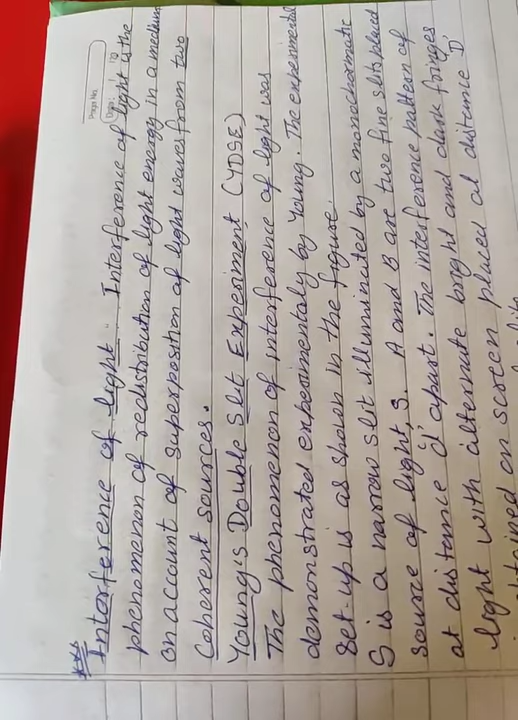 Page No.
Date:
*** Interference of light: Interference of light is the
phenomenon of redistribution of light energy in a medium
on account of superposition of light waves from two
Coherent sources.
Young's Double Slit Experiment (YDSE)
The phenomenon of interference of light was
demonstrated experimentaly by Young. The experimental
set-up is as shown in the figure.
S is a narrow slit illuminated by a monochromatic
source of light, S. A and B are two fine slits placed
at distance 'd' apart. The interference pattern of
light with alternate bright and dark fringes
obtained on screen placed at distance 'D'